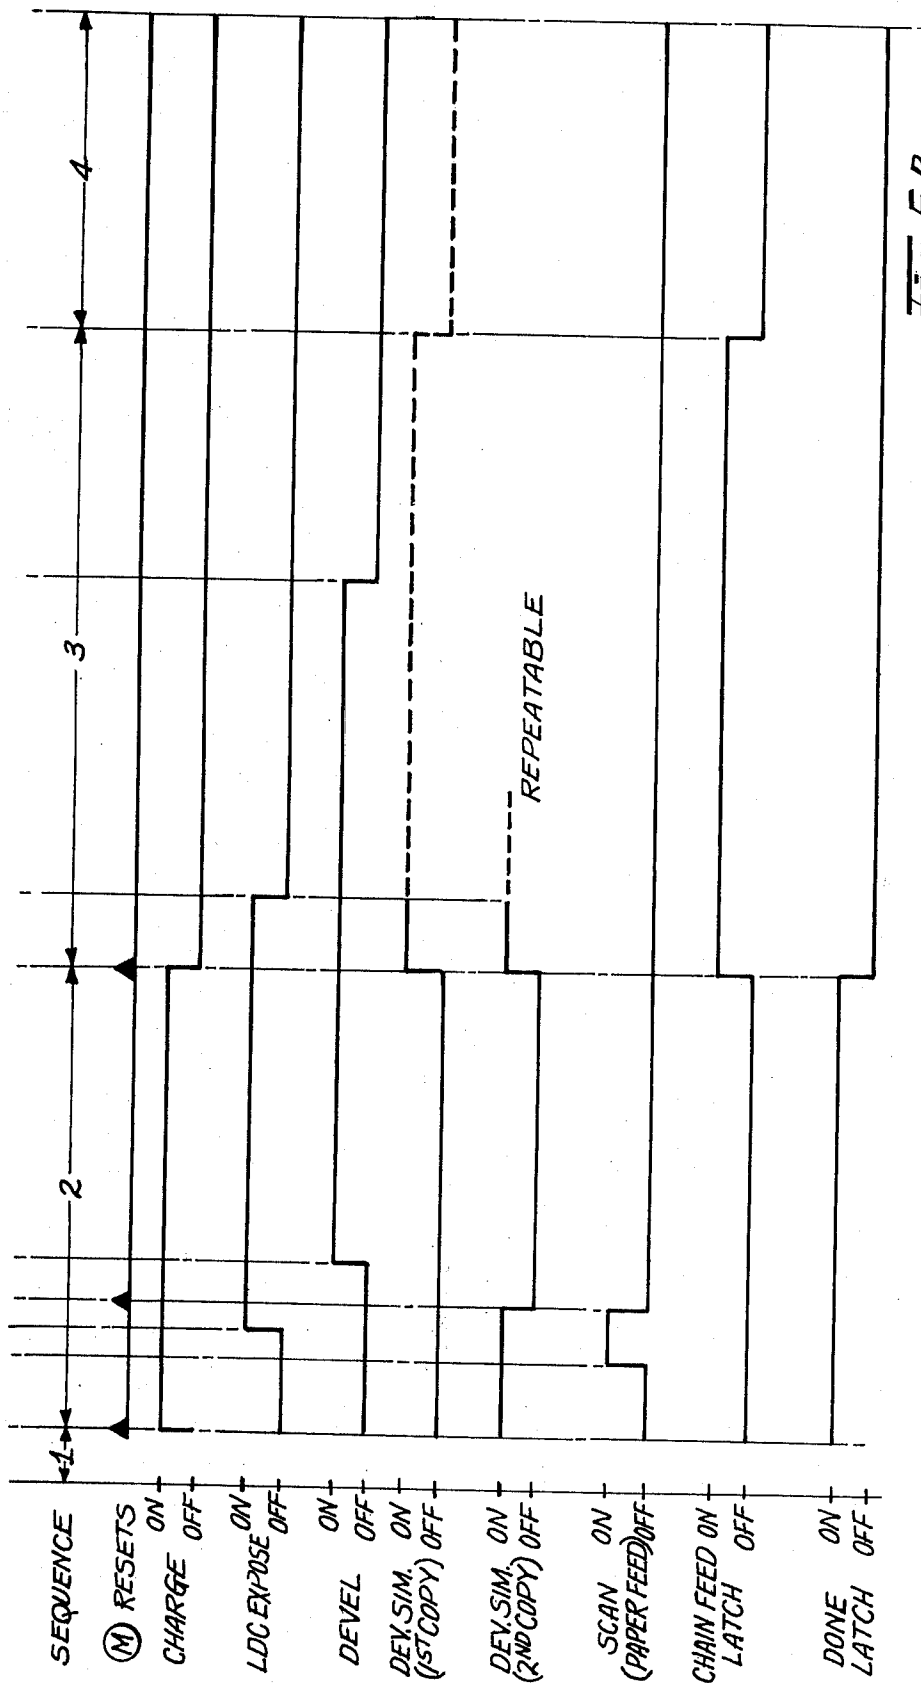 SEQUENCE
1
2
3
4
Ⓜ RESETS
CHARGE
ON
OFF
LDC EXPOSE
ON
OFF
DEVEL
ON
OFF
DEV. SIM.
(1ST COPY)
ON
OFF
DEV. SIM.
(2ND COPY)
ON
OFF
REPEATABLE
SCAN
(PAPER FEED)
ON
OFF
CHAIN FEED
LATCH
ON
OFF
DONE
LATCH
ON
OFF